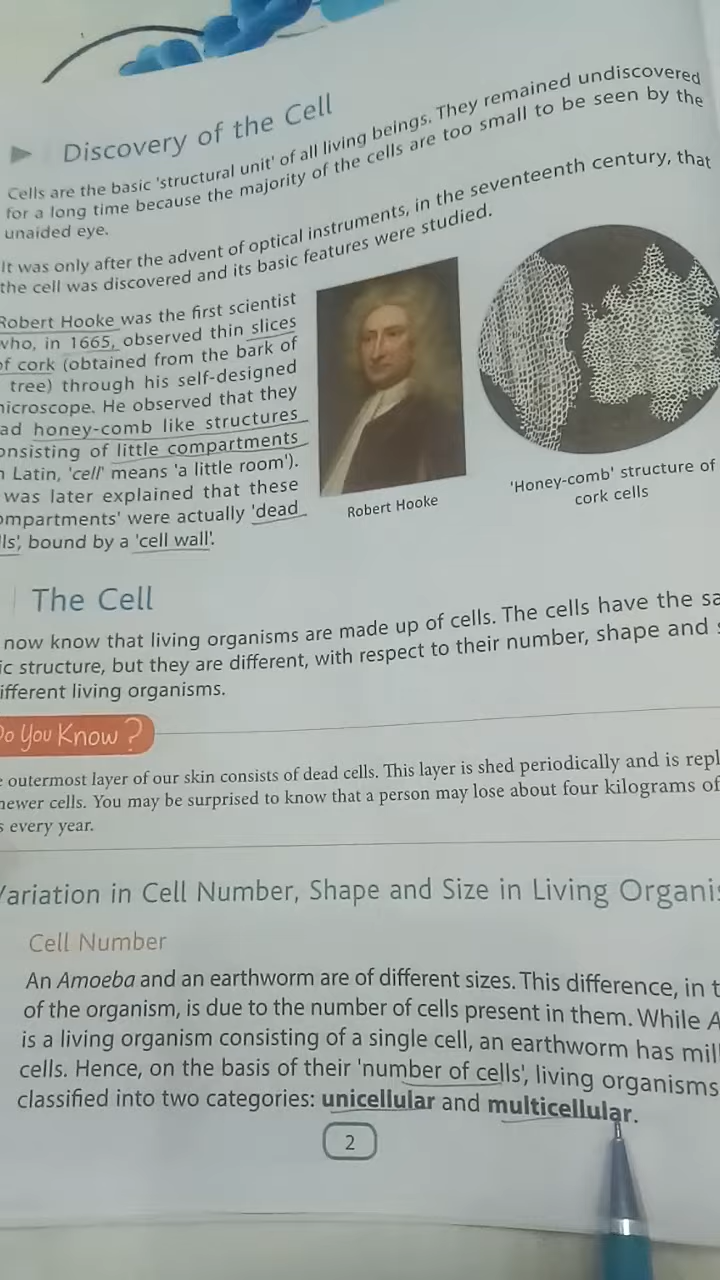 Discovery of the Cell
Cells are the basic 'structural unit' of all living beings. They remained undiscovered
for a long time because the majority of the cells are too small to be seen by the
unaided eye.
It was only after the advent of optical instruments, in the seventeenth century, that
the cell was discovered and its basic features were studied.
Robert Hooke was the first scientist
who, in 1665, observed thin slices
of cork (obtained from the bark of
tree) through his self-designed
microscope. He observed that they
had honey-comb like structures
consisting of little compartments
Latin, 'cell' means 'a little room').
was later explained that these
compartments' were actually 'dead
cells', bound by a 'cell wall'.
Robert Hooke
'Honey-comb' structure of
cork cells
The Cell
now know that living organisms are made up of cells. The cells have the
structure, but they are different, with respect to their number, shape and
different living organisms.
Do You Know?
outermost layer of our skin consists of dead cells. This layer is shed periodically and is
newer cells. You may be surprised to know that a person may lose about four kilograms of
every year.
Variation in Cell Number, Shape and Size in Living
Cell Number
An Amoeba and an earthworm are of different sizes. This difference, in
of the organism, is due to the number of cells present in them. While
is a living organism consisting of a single cell, an earthworm has
cells. Hence, on the basis of their 'number of cells', living organisms
classified into two categories: unicellular and multicellular.
2